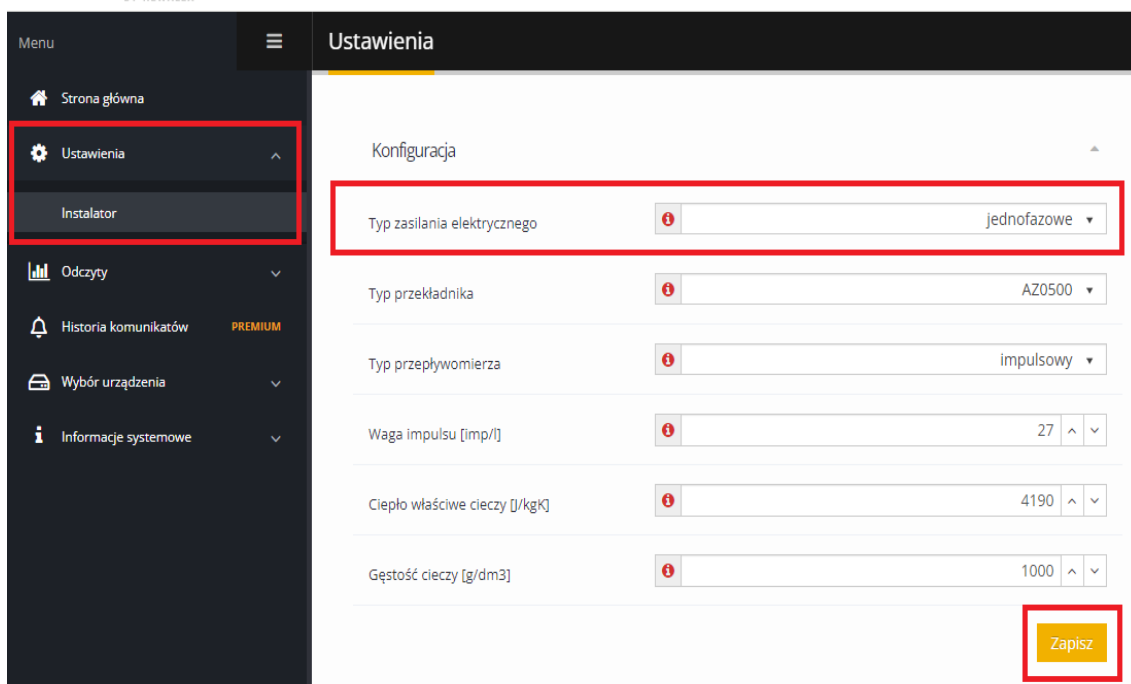 Menu
Ustawienia
Strona główna
Ustawienia
Instalator
Odczyty
Historia komunikatów PREMIUM
Wybór urządzenia
Informacje systemowe
Konfiguracja
Typ zasilania elektrycznego jednofazowe
Typ przekładnika AZ0500
Typ przepływomierza impulsowy
Waga impulsu [imp/l] 27
Ciepło właściwe cieczy [J/kgK] 4190
Gęstość cieczy [g/dm3] 1000
Zapisz